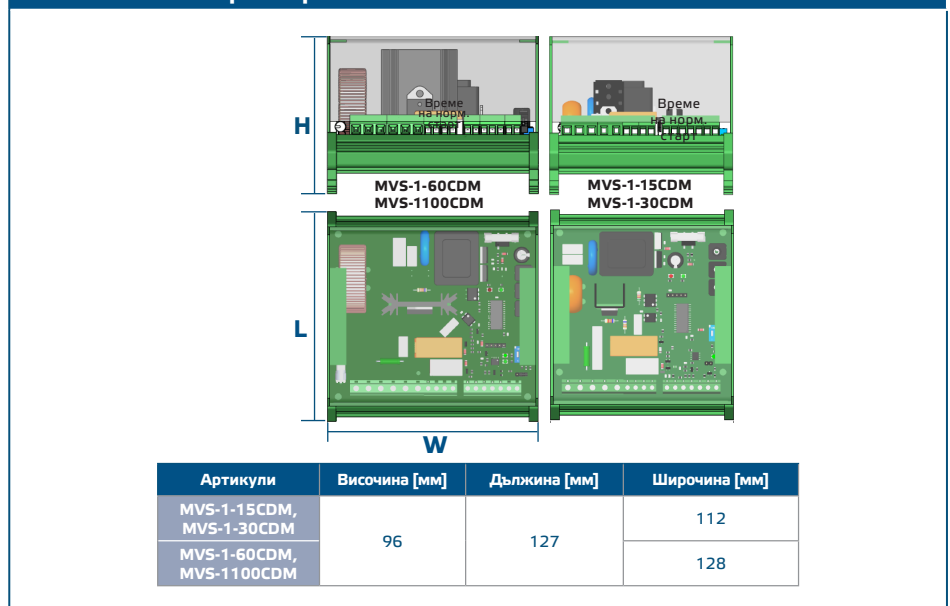 Време
на норм.
старт
Време
на норм.
старт
H
MVS-1-60CDM
MVS-1100CDM
MVS-1-15CDM
MVS-1-30CDM
L
W
Артикули Височина [мм] Дължина [мм] Широчина [мм]
MVS-1-15CDM,
MVS-1-30CDM
96 127
112
MVS-1-60CDM,
MVS-1100CDM
128